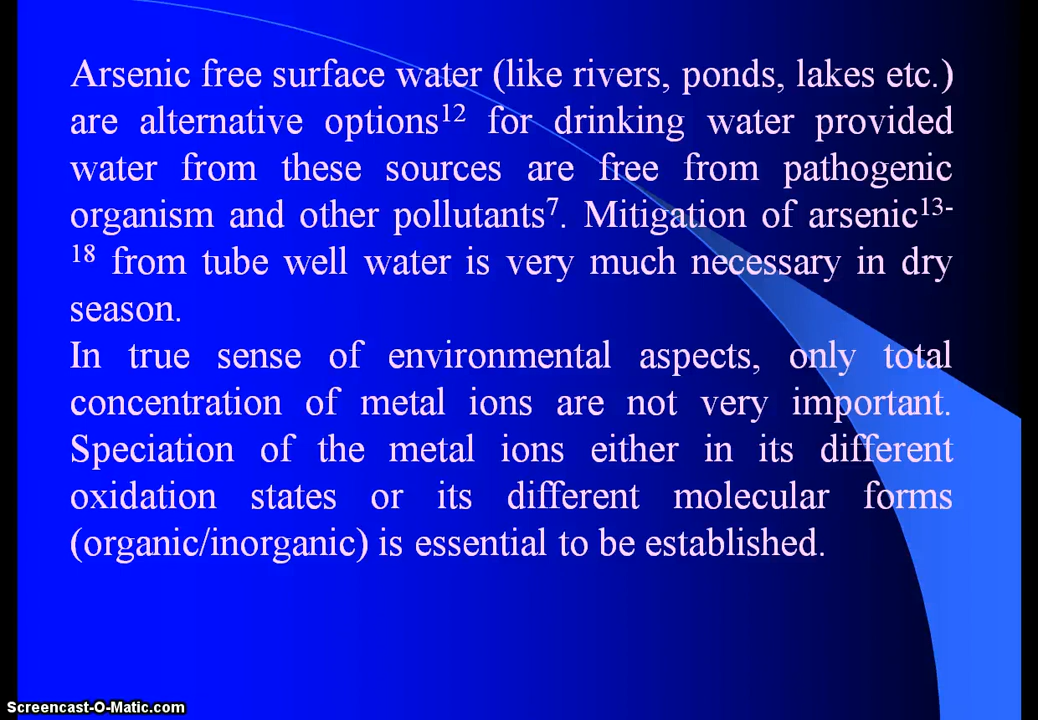 Arsenic free surface water (like rivers, ponds, lakes etc.)
are alternative options12 for drinking water provided
water from these sources are free from pathogenic
organism and other pollutants7. Mitigation of arsenic13-
18 from tube well water is very much necessary in dry
season.
In true sense of environmental aspects, only total
concentration of metal ions are not very important.
Speciation of the metal ions either in its different
oxidation states or its different molecular forms
(organic/inorganic) is essential to be established.
Screencast-O-Matic.com